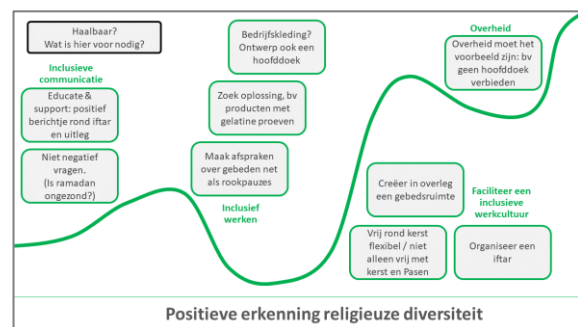 Haalbaar?
Wat is hier voor nodig?
Inclusieve
communicatie
Educate &
support: positief
berichtje rond iftar
en uitleg
Niet negatief
vragen.
(Is ramadan
ongezond?)
Bedrijfskleding?
Ontwerp ook een
hoofddoek
Zoek oplossing, bv
producten met
gelatine proeven
Maak afspraken
over gebeden net
als rookpauzes
Inclusief
werken
Overheid
Overheid moet het
voorbeeld zijn: bv
geen hoofddoek
verbieden
Creëer in overleg
een gebedsruimte
Vrij rond kerst
flexibel / niet
alleen vrij met
kerst en Pasen
Faciliteer een
inclusieve
werkcultuur
Organiseer een
iftar
Positieve erkenning religieuze diversiteit